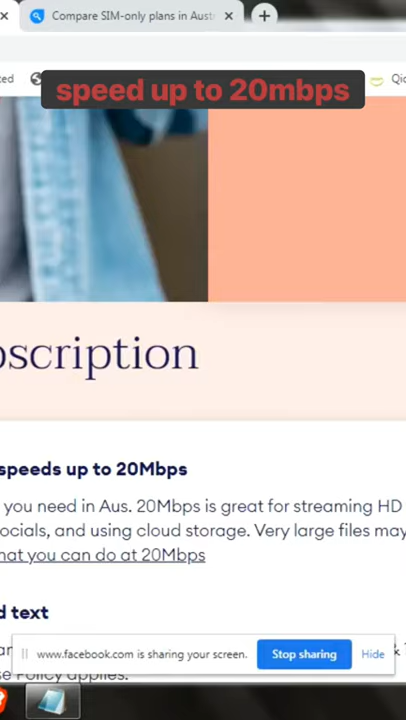 Compare SIM-only plans in Aust
speed up to 20mbps
oscription
speeds up to 20Mbps
you need in Aus. 20Mbps is great for streaming HD
ocials, and using cloud storage. Very large files may
hat you can do at 20Mbps
d text
www.facebook.com is sharing your screen.
Stop sharing
Hide
se Policy applies.